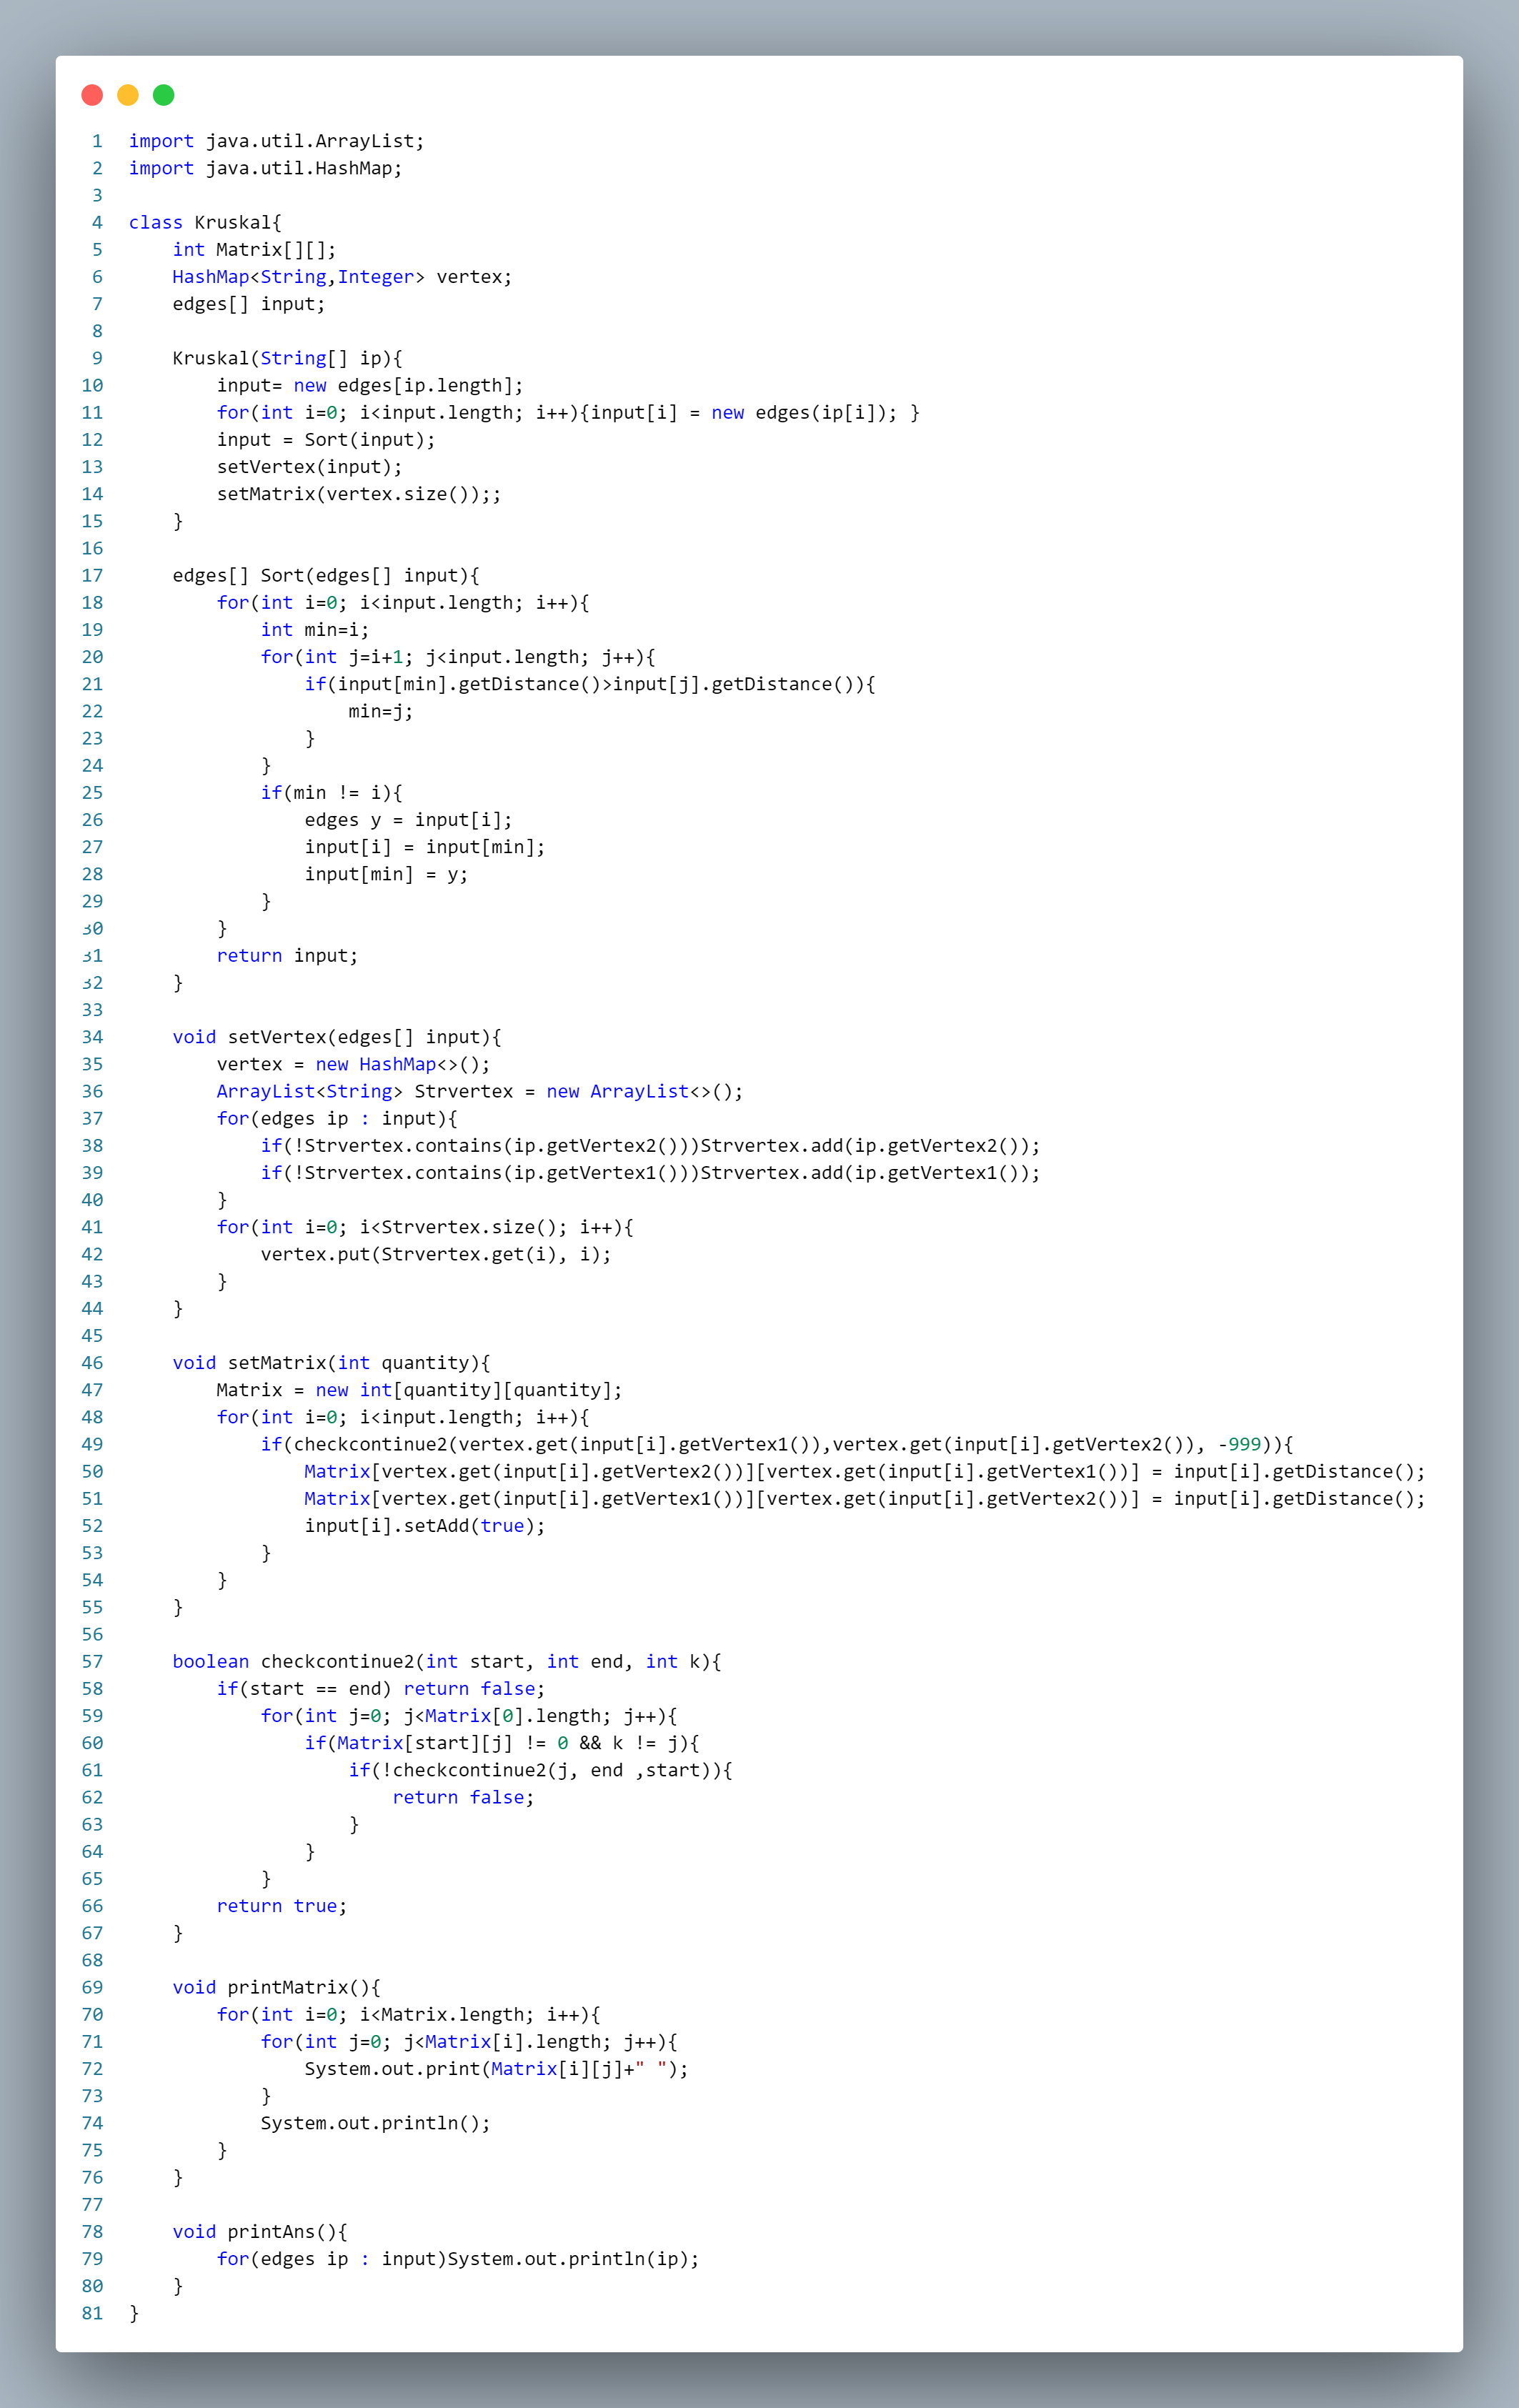 1 import java.util.ArrayList;
2 import java.util.HashMap;
3
4 class Kruskal{
5     int Matrix[][];
6     HashMap<String,Integer> vertex;
7     edges[] input;
8
9     Kruskal(String[] ip){
10         input= new edges[ip.length];
11         for(int i=0; i<input.length; i++){input[i] = new edges(ip[i]); }
12         input = Sort(input);
13         setVertex(input);
14         setMatrix(vertex.size());;
15     }
16
17     edges[] Sort(edges[] input){
18         for(int i=0; i<input.length; i++){
19             int min=i;
20             for(int j=i+1; j<input.length; j++){
21                 if(input[min].getDistance()>input[j].getDistance()){
22                     min=j;
23                 }
24             }
25             if(min != i){
26                 edges y = input[i];
27                 input[i] = input[min];
28                 input[min] = y;
29             }
30         }
31         return input;
32     }
33
34     void setVertex(edges[] input){
35         vertex = new HashMap<>();
36         ArrayList<String> Strvertex = new ArrayList<>();
37         for(edges ip : input){
38             if(!Strvertex.contains(ip.getVertex2()))Strvertex.add(ip.getVertex2());
39             if(!Strvertex.contains(ip.getVertex1()))Strvertex.add(ip.getVertex1());
40         }
41         for(int i=0; i<Strvertex.size(); i++){
42             vertex.put(Strvertex.get(i), i);
43         }
44     }
45
46     void setMatrix(int quantity){
47         Matrix = new int[quantity][quantity];
48         for(int i=0; i<input.length; i++){
49             if(checkcontinue2(vertex.get(input[i].getVertex1()),vertex.get(input[i].getVertex2()), -999)){
50                 Matrix[vertex.get(input[i].getVertex2())][vertex.get(input[i].getVertex1())] = input[i].getDistance();
51                 Matrix[vertex.get(input[i].getVertex1())][vertex.get(input[i].getVertex2())] = input[i].getDistance();
52                 input[i].setAdd(true);
53             }
54         }
55     }
56
57     boolean checkcontinue2(int start, int end, int k){
58         if(start == end) return false;
59             for(int j=0; j<Matrix[0].length; j++){
60                 if(Matrix[start][j] != 0 && k != j){
61                     if(!checkcontinue2(j, end ,start)){
62                         return false;
63                     }
64                 }
65             }
66         return true;
67     }
68
69     void printMatrix(){
70         for(int i=0; i<Matrix.length; i++){
71             for(int j=0; j<Matrix[i].length; j++){
72                 System.out.print(Matrix[i][j]+" ");
73             }
74             System.out.println();
75         }
76     }
77
78     void printAns(){
79         for(edges ip : input)System.out.println(ip);
80     }
81 }